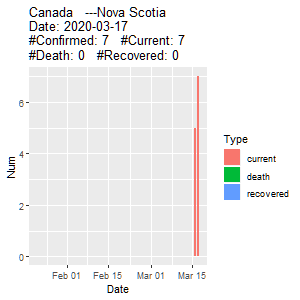 Canada   ---Nova Scotia
Date: 2020-03-17
#Confirmed: 7   #Current: 7
#Death: 0   #Recovered: 0
Num
6
4
2
0
Feb 01
Feb 15
Mar 01
Mar 15
Date
Type
current
death
recovered